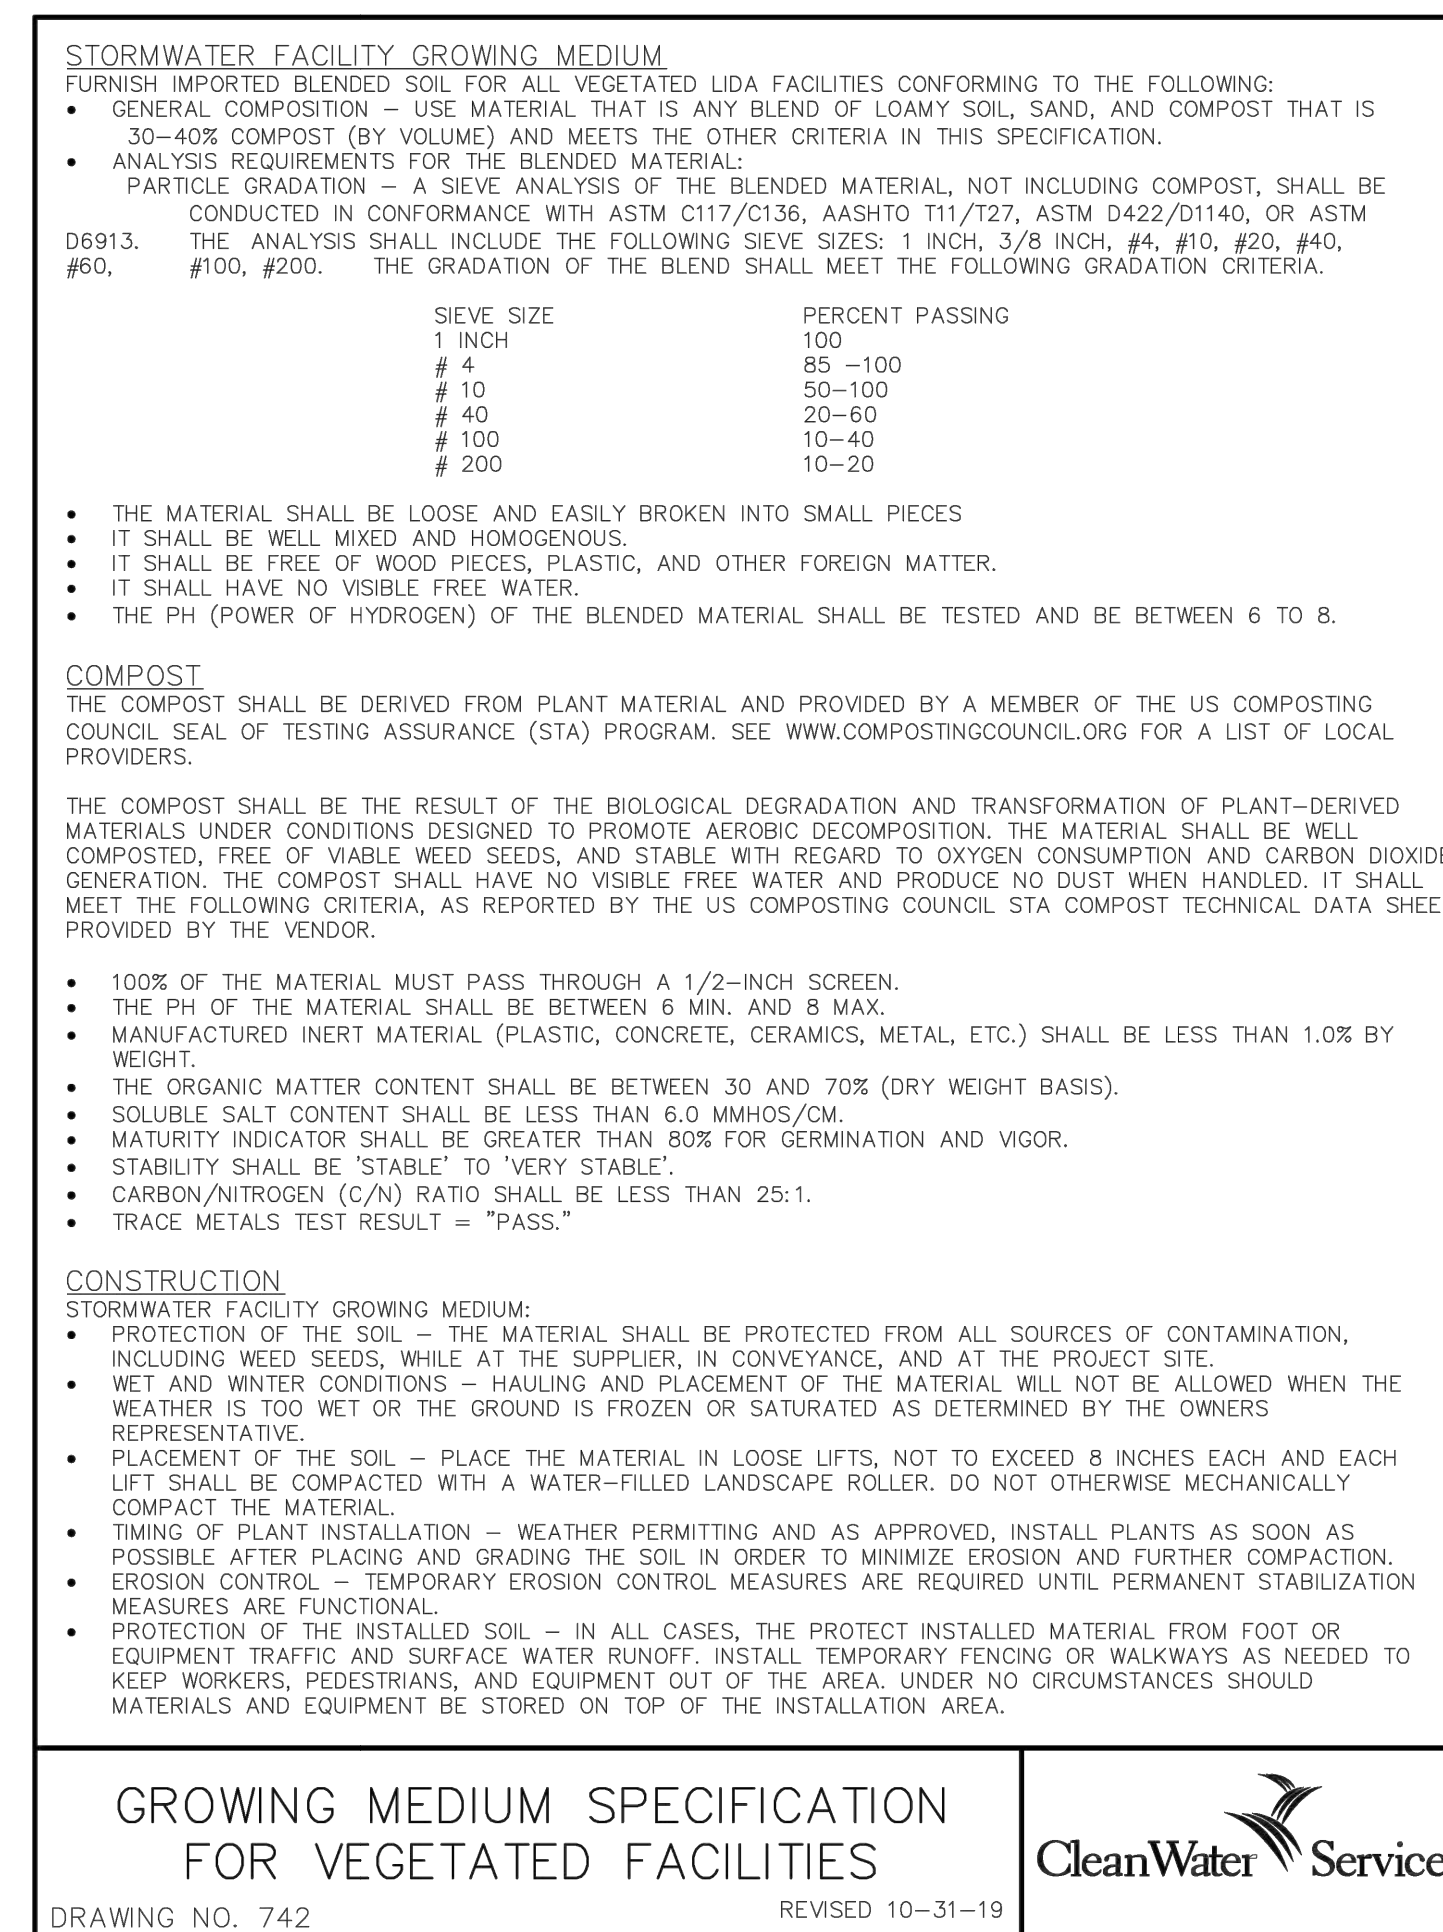 STORMWATER FACILITY GROWING MEDIUM
FURNISH IMPORTED BLENDED SOIL FOR ALL VEGETATED LIDA FACILITIES CONFORMING TO THE FOLLOWING:
• GENERAL COMPOSITION – USE MATERIAL THAT IS ANY BLEND OF LOAMY SOIL, SAND, AND COMPOST THAT IS
30–40% COMPOST (BY VOLUME) AND MEETS THE OTHER CRITERIA IN THIS SPECIFICATION.
• ANALYSIS REQUIREMENTS FOR THE BLENDED MATERIAL:
PARTICLE GRADATION – A SIEVE ANALYSIS OF THE BLENDED MATERIAL, NOT INCLUDING COMPOST, SHALL BE
CONDUCTED IN CONFORMANCE WITH ASTM C117/C136, AASHTO T11/T27, ASTM D422/D1140, OR ASTM
D6913. THE ANALYSIS SHALL INCLUDE THE FOLLOWING SIEVE SIZES: 1 INCH, 3/8 INCH, #4, #10, #20, #40,
#60, #100, #200. THE GRADATION OF THE BLEND SHALL MEET THE FOLLOWING GRADATION CRITERIA.
SIEVE SIZE PERCENT PASSING
1 INCH 100
# 4 85 –100
# 10 50–100
# 40 20–60
# 100 10–40
# 200 10–20
• THE MATERIAL SHALL BE LOOSE AND EASILY BROKEN INTO SMALL PIECES
• IT SHALL BE WELL MIXED AND HOMOGENOUS.
• IT SHALL BE FREE OF WOOD PIECES, PLASTIC, AND OTHER FOREIGN MATTER.
• IT SHALL HAVE NO VISIBLE FREE WATER.
• THE PH (POWER OF HYDROGEN) OF THE BLENDED MATERIAL SHALL BE TESTED AND BE BETWEEN 6 TO 8.
COMPOST
THE COMPOST SHALL BE DERIVED FROM PLANT MATERIAL AND PROVIDED BY A MEMBER OF THE US COMPOSTING
COUNCIL SEAL OF TESTING ASSURANCE (STA) PROGRAM. SEE WWW.COMPOSTINGCOUNCIL.ORG FOR A LIST OF LOCAL
PROVIDERS.
THE COMPOST SHALL BE THE RESULT OF THE BIOLOGICAL DEGRADATION AND TRANSFORMATION OF PLANT–DERIVED
MATERIALS UNDER CONDITIONS DESIGNED TO PROMOTE AEROBIC DECOMPOSITION. THE MATERIAL SHALL BE WELL
COMPOSTED, FREE OF VIABLE WEED SEEDS, AND STABLE WITH REGARD TO OXYGEN CONSUMPTION AND CARBON DIOXIDE
GENERATION. THE COMPOST SHALL HAVE NO VISIBLE FREE WATER AND PRODUCE NO DUST WHEN HANDLED. IT SHALL
MEET THE FOLLOWING CRITERIA, AS REPORTED BY THE US COMPOSTING COUNCIL STA COMPOST TECHNICAL DATA SHEE
PROVIDED BY THE VENDOR.
• 100% OF THE MATERIAL MUST PASS THROUGH A 1/2–INCH SCREEN.
• THE PH OF THE MATERIAL SHALL BE BETWEEN 6 MIN. AND 8 MAX.
• MANUFACTURED INERT MATERIAL (PLASTIC, CONCRETE, CERAMICS, METAL, ETC.) SHALL BE LESS THAN 1.0% BY
WEIGHT.
• THE ORGANIC MATTER CONTENT SHALL BE BETWEEN 30 AND 70% (DRY WEIGHT BASIS).
• SOLUBLE SALT CONTENT SHALL BE LESS THAN 6.0 MMHOS/CM.
• MATURITY INDICATOR SHALL BE GREATER THAN 80% FOR GERMINATION AND VIGOR.
• STABILITY SHALL BE 'STABLE' TO 'VERY STABLE'.
• CARBON/NITROGEN (C/N) RATIO SHALL BE LESS THAN 25:1.
• TRACE METALS TEST RESULT = "PASS."
CONSTRUCTION
STORMWATER FACILITY GROWING MEDIUM:
• PROTECTION OF THE SOIL – THE MATERIAL SHALL BE PROTECTED FROM ALL SOURCES OF CONTAMINATION,
INCLUDING WEED SEEDS, WHILE AT THE SUPPLIER, IN CONVEYANCE, AND AT THE PROJECT SITE.
• WET AND WINTER CONDITIONS – HAULING AND PLACEMENT OF THE MATERIAL WILL NOT BE ALLOWED WHEN THE
WEATHER IS TOO WET OR THE GROUND IS FROZEN OR SATURATED AS DETERMINED BY THE OWNERS
REPRESENTATIVE.
• PLACEMENT OF THE SOIL – PLACE THE MATERIAL IN LOOSE LIFTS, NOT TO EXCEED 8 INCHES EACH AND EACH
LIFT SHALL BE COMPACTED WITH A WATER–FILLED LANDSCAPE ROLLER. DO NOT OTHERWISE MECHANICALLY
COMPACT THE MATERIAL.
• TIMING OF PLANT INSTALLATION – WEATHER PERMITTING AND AS APPROVED, INSTALL PLANTS AS SOON AS
POSSIBLE AFTER PLACING AND GRADING THE SOIL IN ORDER TO MINIMIZE EROSION AND FURTHER COMPACTION.
• EROSION CONTROL – TEMPORARY EROSION CONTROL MEASURES ARE REQUIRED UNTIL PERMANENT STABILIZATION
MEASURES ARE FUNCTIONAL.
• PROTECTION OF THE INSTALLED SOIL – IN ALL CASES, THE PROTECT INSTALLED MATERIAL FROM FOOT OR
EQUIPMENT TRAFFIC AND SURFACE WATER RUNOFF. INSTALL TEMPORARY FENCING OR WALKWAYS AS NEEDED TO
KEEP WORKERS, PEDESTRIANS, AND EQUIPMENT OUT OF THE AREA. UNDER NO CIRCUMSTANCES SHOULD
MATERIALS AND EQUIPMENT BE STORED ON TOP OF THE INSTALLATION AREA.
GROWING MEDIUM SPECIFICATION
FOR VEGETATED FACILITIES
DRAWING NO. 742
REVISED 10–31–19
CleanWater Service